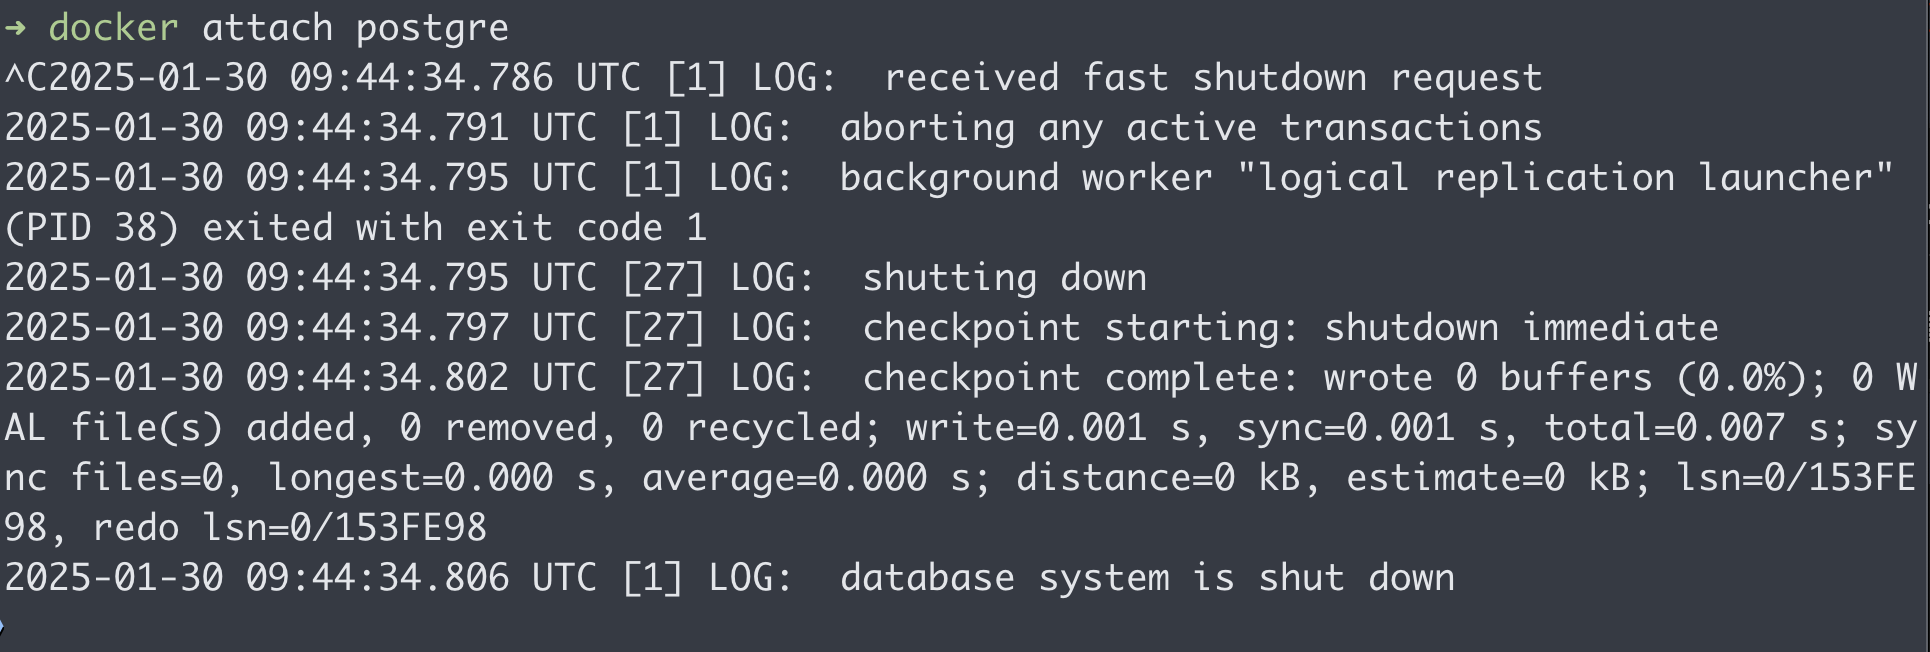 → docker attach postgre
^C2025-01-30 09:44:34.786 UTC [1] LOG:  received fast shutdown request
2025-01-30 09:44:34.791 UTC [1] LOG:  aborting any active transactions
2025-01-30 09:44:34.795 UTC [1] LOG:  background worker "logical replication launcher"
(PID 38) exited with exit code 1
2025-01-30 09:44:34.795 UTC [27] LOG:  shutting down
2025-01-30 09:44:34.797 UTC [27] LOG:  checkpoint starting: shutdown immediate
2025-01-30 09:44:34.802 UTC [27] LOG:  checkpoint complete: wrote 0 buffers (0.0%); 0 W
AL file(s) added, 0 removed, 0 recycled; write=0.001 s, sync=0.001 s, total=0.007 s; sy
nc files=0, longest=0.000 s, average=0.000 s; distance=0 kB, estimate=0 kB; lsn=0/153FE
98, redo lsn=0/153FE98
2025-01-30 09:44:34.806 UTC [1] LOG:  database system is shut down